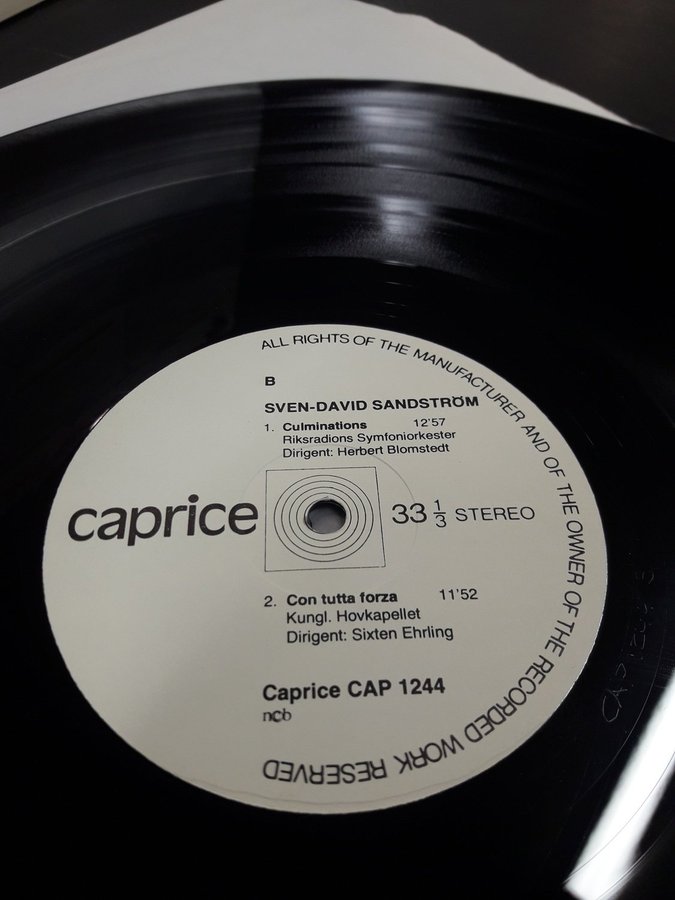 ALL RIGHTS OF THE MANUFACTURER AND OF THE OWNER OF THE RECORDED WORK RESERVED
B
SVEN-DAVID SANDSTRÖM
1. Culminations 12'57
Riksradions Symfoniorkester
Dirigent: Herbert Blomstedt
caprice
33 1/3 STEREO
2. Con tutta forza 11'52
Kungl. Hovkapellet
Dirigent: Sixten Ehrling
Caprice CAP 1244
ncb